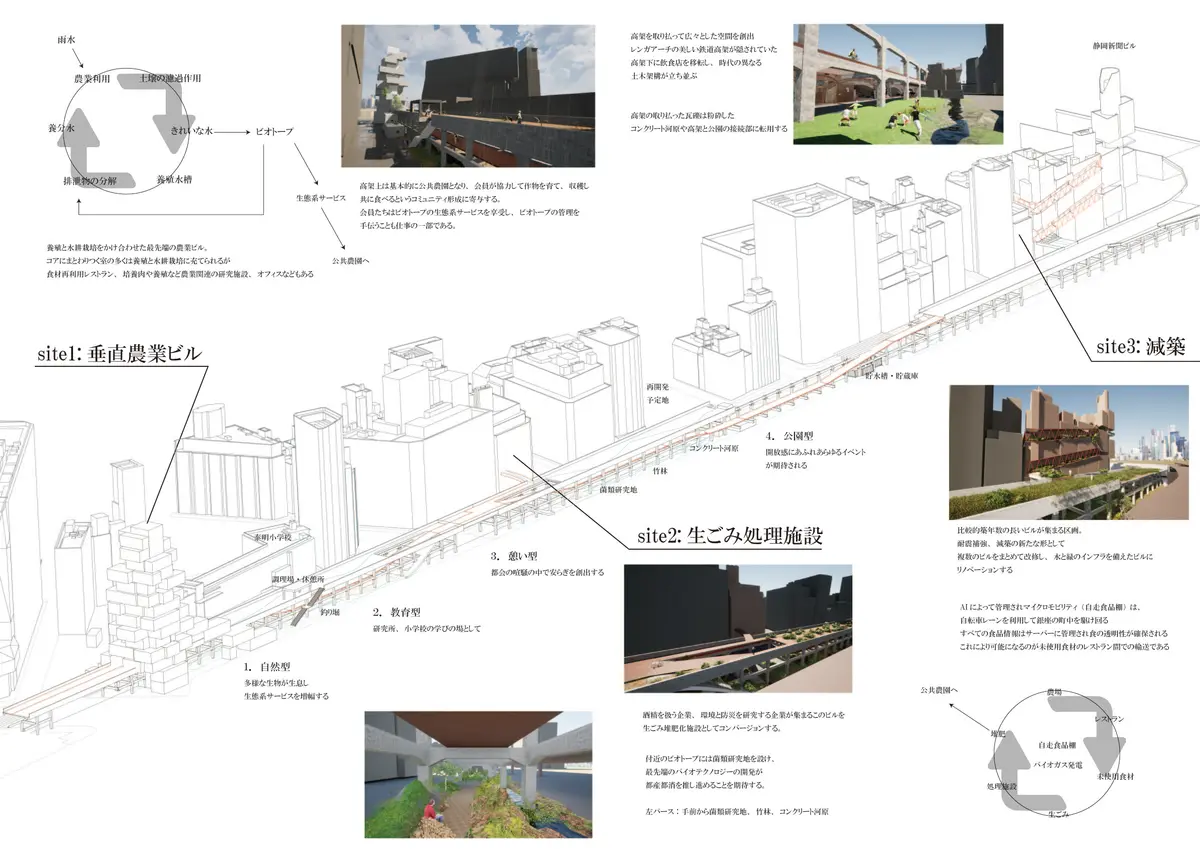 雨水
農業利用
土壌の濾過作用
養分水
きれいな水
ビオトープ
排泄物の分解
養殖水槽
生態系サービス
公共農園へ
養殖と水耕栽培をかけ合わせた最先端の農業ビル。
コアにまとわりつく室の多くは養殖と水耕栽培に充てられるが
食材再利用レストラン、培養肉や養殖など農業関連の研究施設、オフィスなどもある
高架上は基本的に公共農園となり、会員が協力して作物を育て、収穫し
共に食べるというコミュニティ形成に寄与する。
会員たちはビオトープの生態系サービスを享受し、ビオトープの管理を
手伝うことも仕事の一部である。
高架を取り払って広々とした空間を創出
レンガアーチの美しい鉄道高架が隠されていた
高架下に飲食店を移転し、時代の異なる
土木架構が立ち並ぶ
高架の取り払った瓦礫は粉砕した
コンクリート河原や高架と公園の接続部に転用する
静岡新聞ビル
site1: 垂直農業ビル
site3: 減築
貯水槽・貯蔵庫
再開発
予定地
4. 公園型
開放感にあふれあらゆるイベント
が期待される
コンクリート河原
竹林
菌類研究地
site2: 生ごみ処理施設
泰明小学校
調理場・休憩所
釣り堀
3. 憩い型
都会の喧騒の中で安らぎを創出する
2. 教育型
研究所、小学校の学びの場として
1. 自然型
多様な生物が生息し
生態系サービスを増幅する
比較的築年数の長いビルが集まる区画。
耐震補強、減築の新たな形として
複数のビルをまとめて改修し、水と緑のインフラを備えたビルに
リノベーションする
AIによって管理されマイクロモビリティ（自走食品棚）は、
自転車レーンを利用して銀座の町中を駆け回る
すべての食品情報はサーバーに管理され食の透明性が確保される
これにより可能になるのが未使用食材のレストラン間での輸送である
酒精を扱う企業、環境と防災を研究する企業が集まるこのビルを
生ごみ堆肥化施設としてコンバージョンする。
付近のビオトープには菌類研究地を設け、
最先端のバイオテクノロジーの開発が
都産都消を推し進めることを期待する。
左パース：手前から菌類研究地、竹林、コンクリート河原
公共農園へ
農場
レストラン
堆肥
自走食品棚
バイオガス発電
未使用食材
処理施設
生ごみ